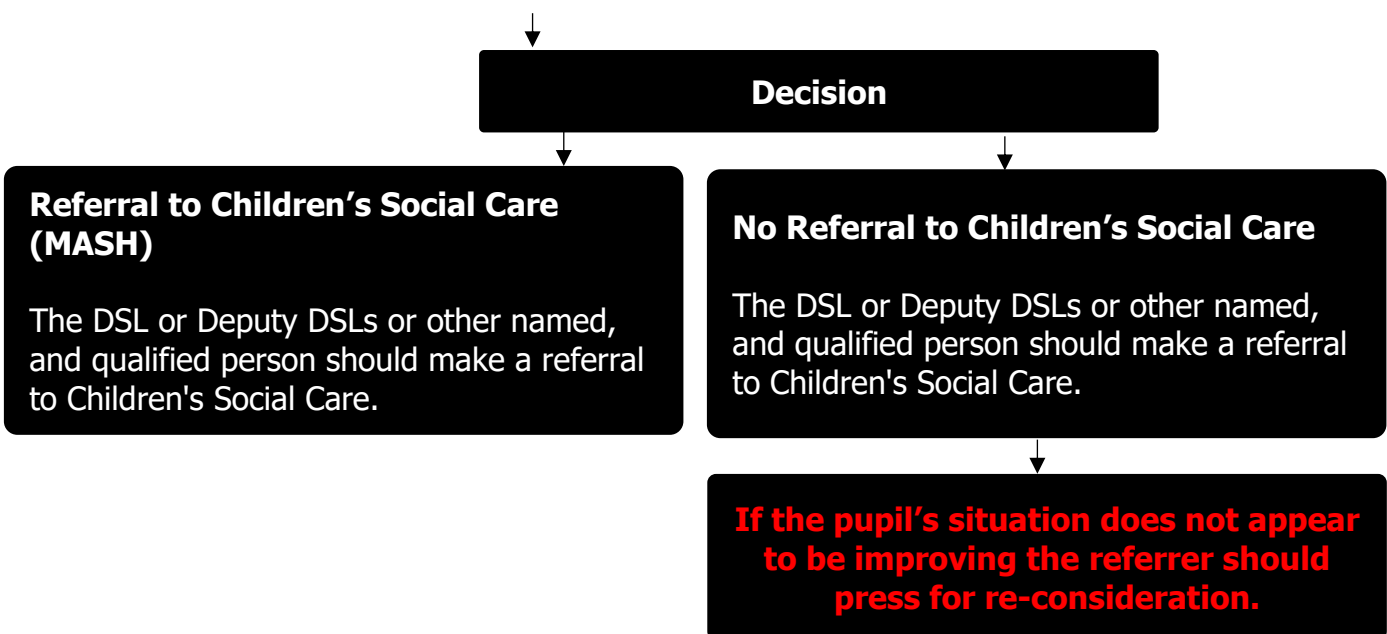 Decision
Referral to Children’s Social Care
(MASH)
The DSL or Deputy DSLs or other named,
and qualified person should make a referral
to Children's Social Care.
No Referral to Children’s Social Care
The DSL or Deputy DSLs or other named,
and qualified person should make a referral
to Children's Social Care.
If the pupil’s situation does not appear
to be improving the referrer should
press for re-consideration.